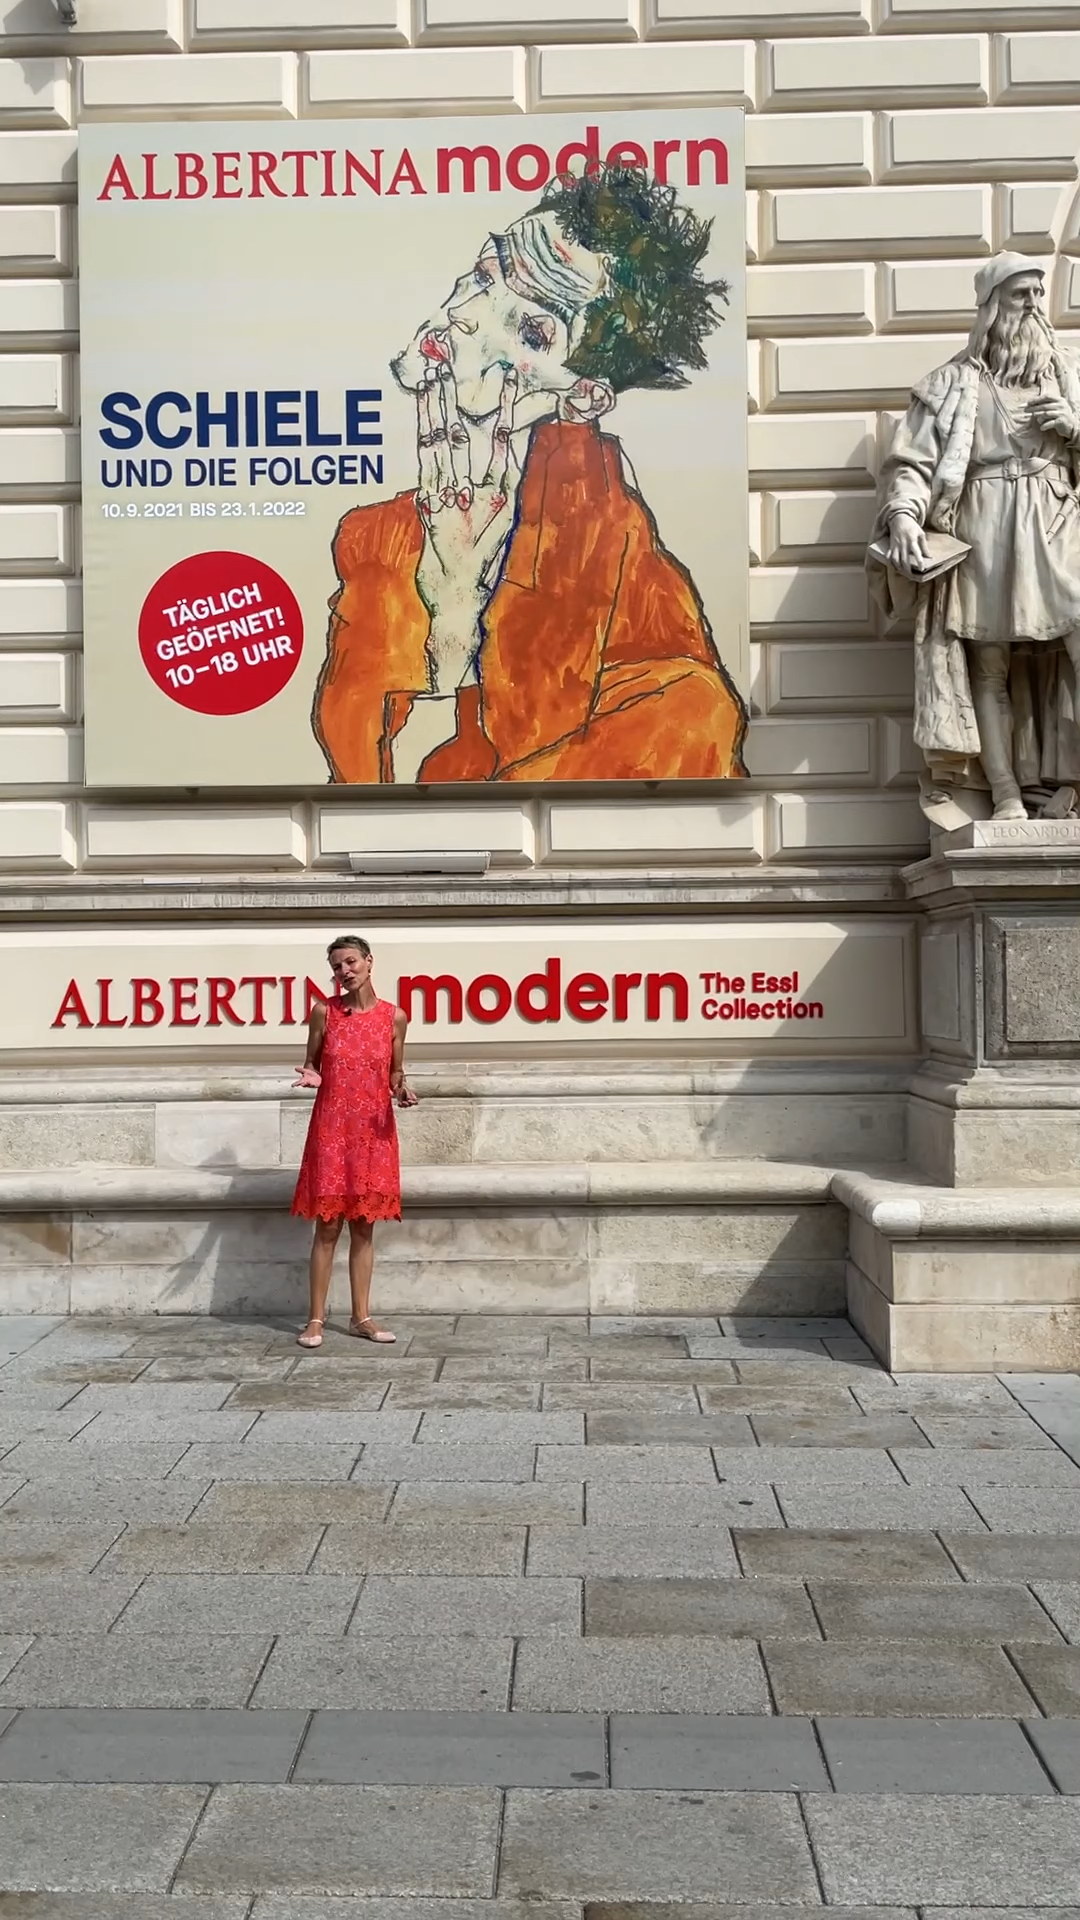 ALBERTINA modern
SCHIELE
UND DIE FOLGEN
10.9.2021 BIS 23.1.2022
TÄGLICH
GEÖFFNET!
10–18 UHR
LEONARDO
ALBERTIN modern The Essl
Collection